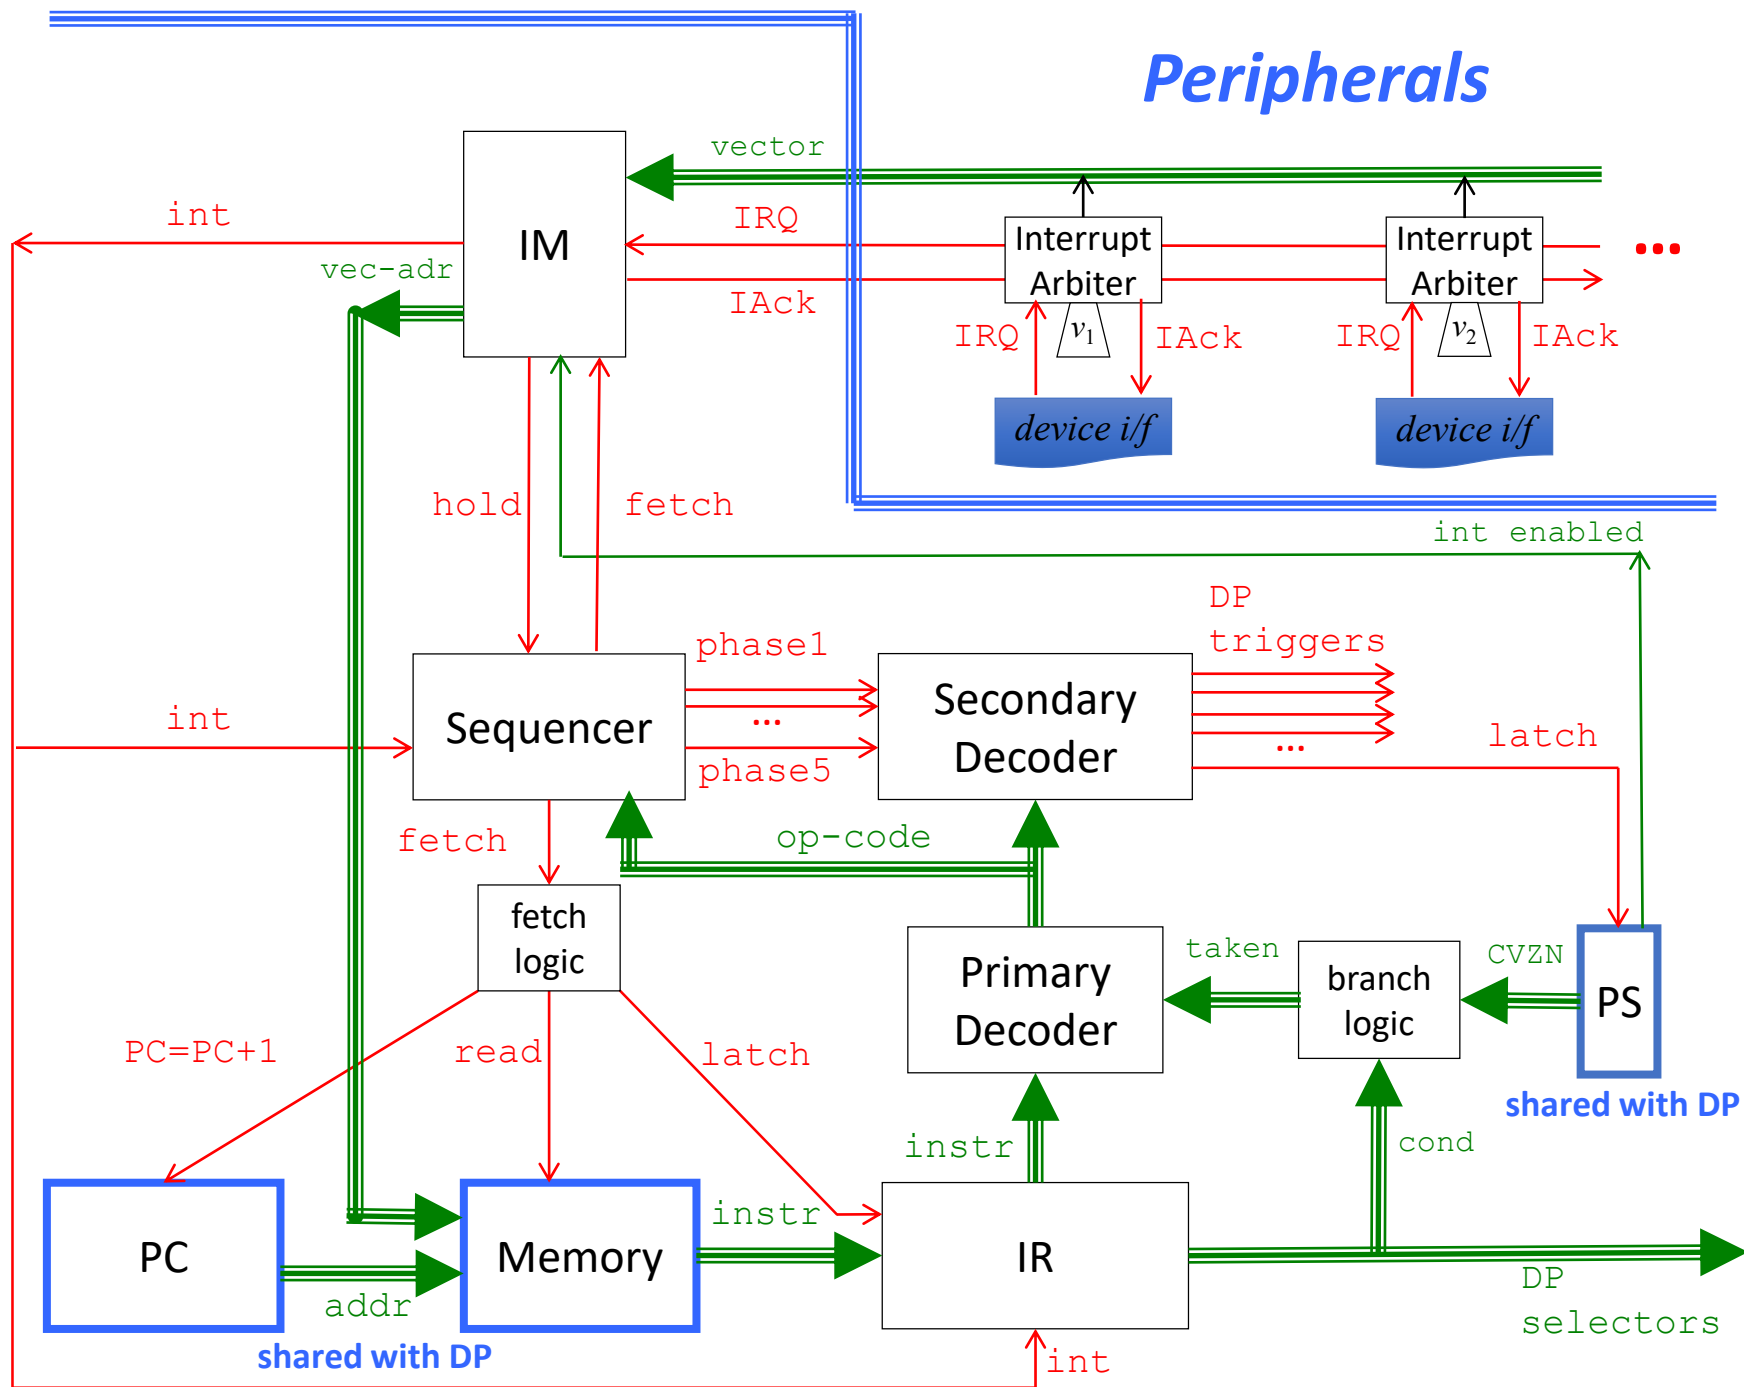 Peripherals
vector
int
IM
IRQ
Interrupt
Arbiter
Interrupt
Arbiter
...
vec-adr
IAck
IRQ
v1
IAck
IRQ
v2
IAck
device i/f
device i/f
hold
fetch
int enabled
DP
triggers
phase1
Sequencer
...
phase5
Secondary
Decoder
...
latch
int
fetch
op-code
fetch
logic
Primary
Decoder
taken
branch
logic
CVZN
PS
PC=PC+1
read
latch
shared with DP
instr
cond
PC
addr
Memory
instr
IR
DP
selectors
shared with DP
int